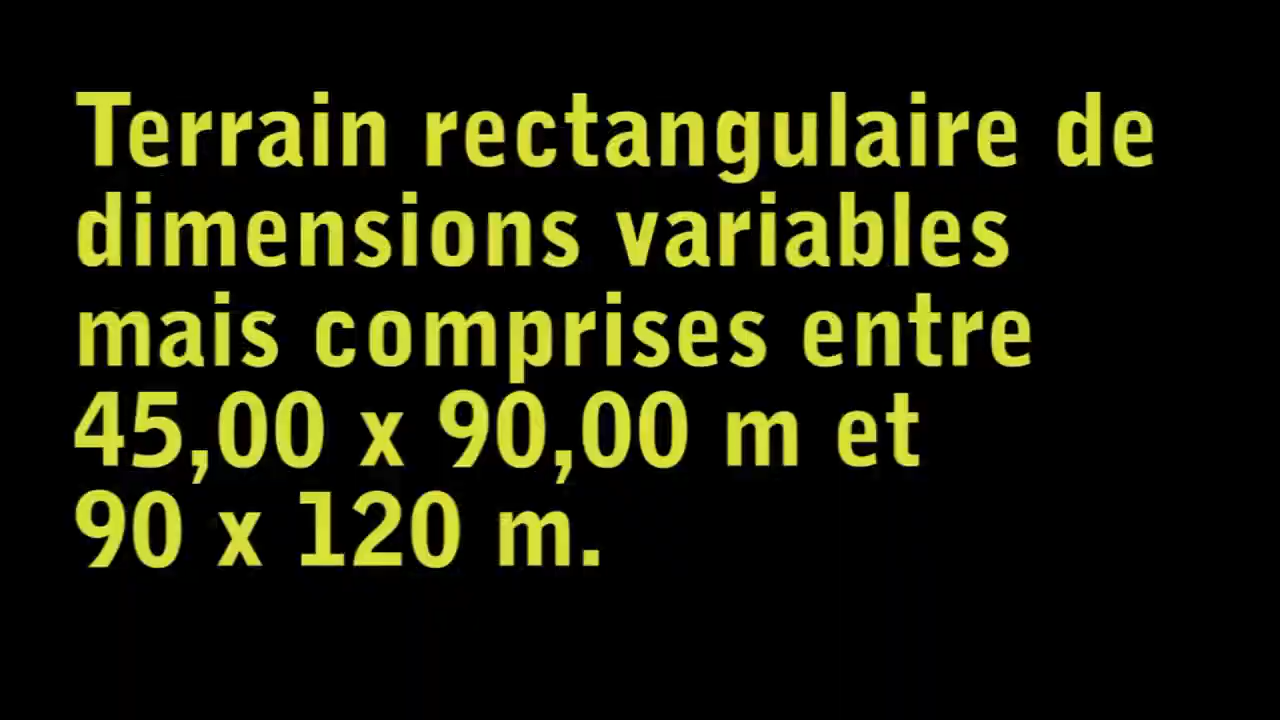 Terrain rectangulaire de
dimensions variables
mais comprises entre
45,00 x 90,00 m et
90 x 120 m.